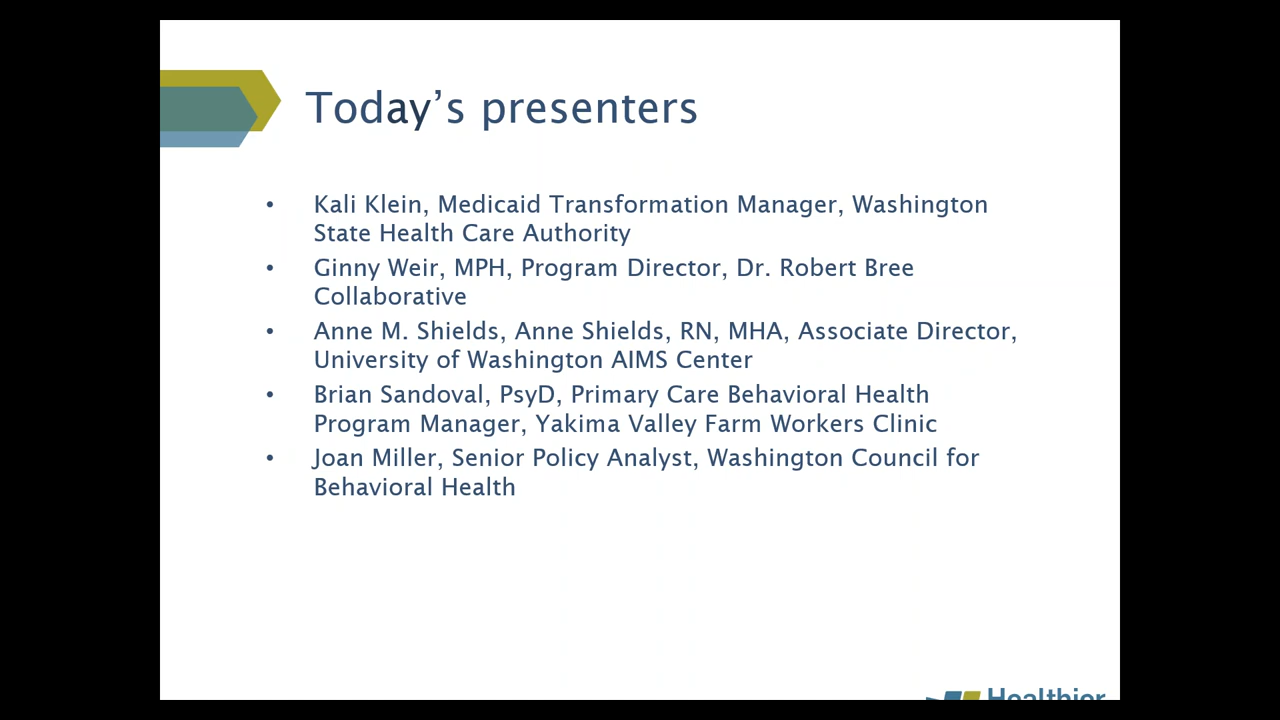 Today’s presenters
• Kali Klein, Medicaid Transformation Manager, Washington
State Health Care Authority
• Ginny Weir, MPH, Program Director, Dr. Robert Bree
Collaborative
• Anne M. Shields, Anne Shields, RN, MHA, Associate Director,
University of Washington AIMS Center
• Brian Sandoval, PsyD, Primary Care Behavioral Health
Program Manager, Yakima Valley Farm Workers Clinic
• Joan Miller, Senior Policy Analyst, Washington Council for
Behavioral Health
Healthier